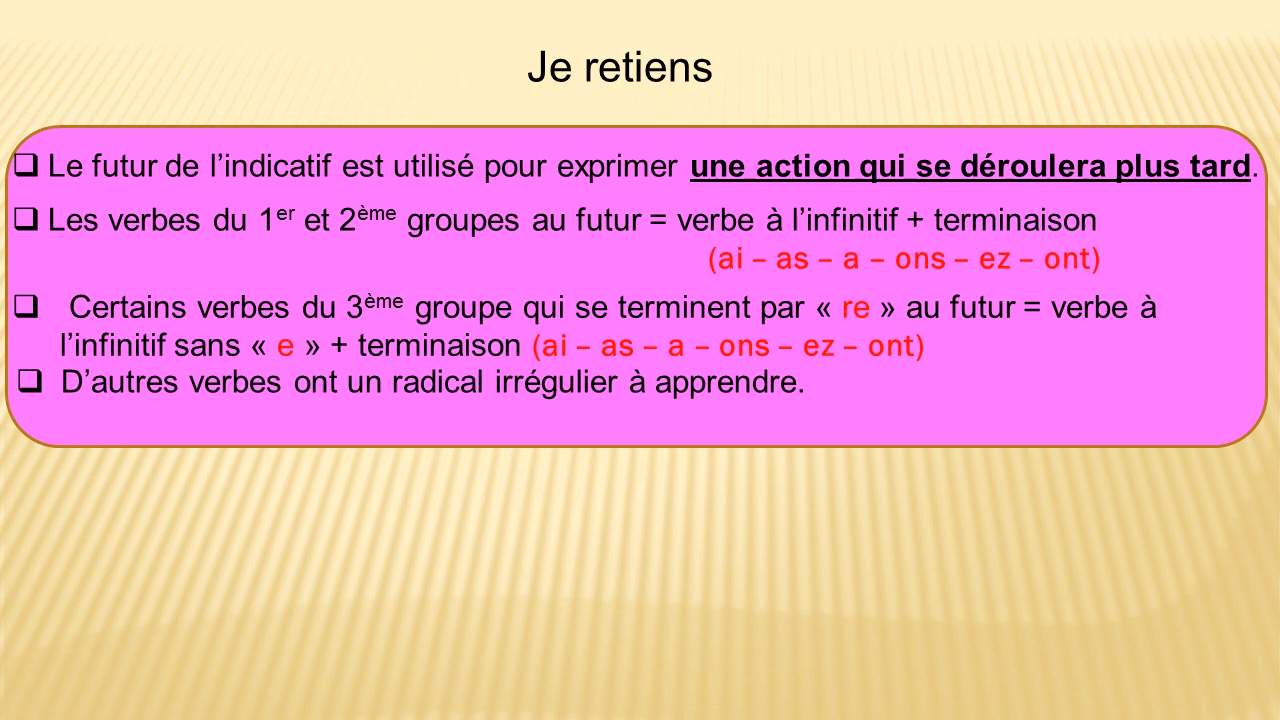 Je retiens
❑ Le futur de l’indicatif est utilisé pour exprimer une action qui se déroulera plus tard.
❑ Les verbes du 1er et 2ème groupes au futur = verbe à l’infinitif + terminaison
(ai – as – a – ons – ez – ont)
❑ Certains verbes du 3ème groupe qui se terminent par « re » au futur = verbe à
l’infinitif sans « e » + terminaison (ai – as – a – ons – ez – ont)
❑ D’autres verbes ont un radical irrégulier à apprendre.